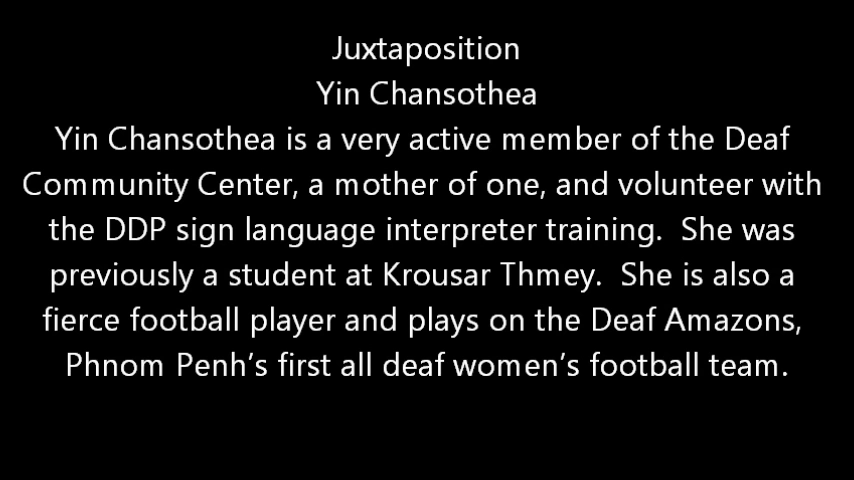 Juxtaposition
Yin Chansothea
Yin Chansothea is a very active member of the Deaf
Community Center, a mother of one, and volunteer with
the DDP sign language interpreter training.  She was
previously a student at Krousar Thmey.  She is also a
fierce football player and plays on the Deaf Amazons,
Phnom Penh’s first all deaf women’s football team.